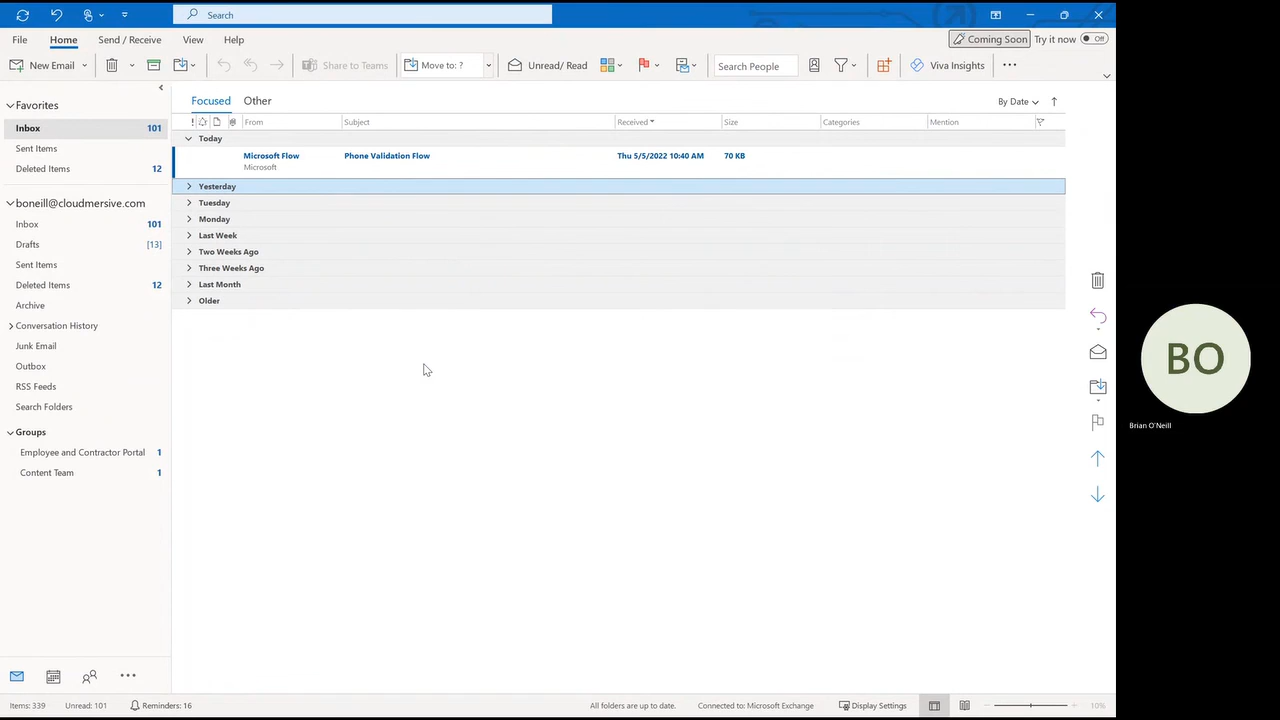 Search
File Home Send / Receive View Help Coming Soon Try it now Off
New Email Share to Teams Move to: ? Unread/ Read Search People Viva Insights
Favorites
Inbox 101
Sent Items
Deleted Items 12
boneill@cloudmersive.com
Inbox 101
Drafts [13]
Sent Items
Deleted Items 12
Archive
Conversation History
Junk Email
Outbox
RSS Feeds
Search Folders
Groups
Employee and Contractor Portal 1
Content Team 1
Focused Other By Date
! From Subject Received Size Categories Mention
Today
Microsoft Flow Phone Validation Flow Thu 5/5/2022 10:40 AM 70 KB
Microsoft
Yesterday
Tuesday
Monday
Last Week
Two Weeks Ago
Three Weeks Ago
Last Month
Older
BO
Brian O'Neill
Items: 339 Unread: 101 Reminders: 16 All folders are up to date. Connected to: Microsoft Exchange Display Settings 10%